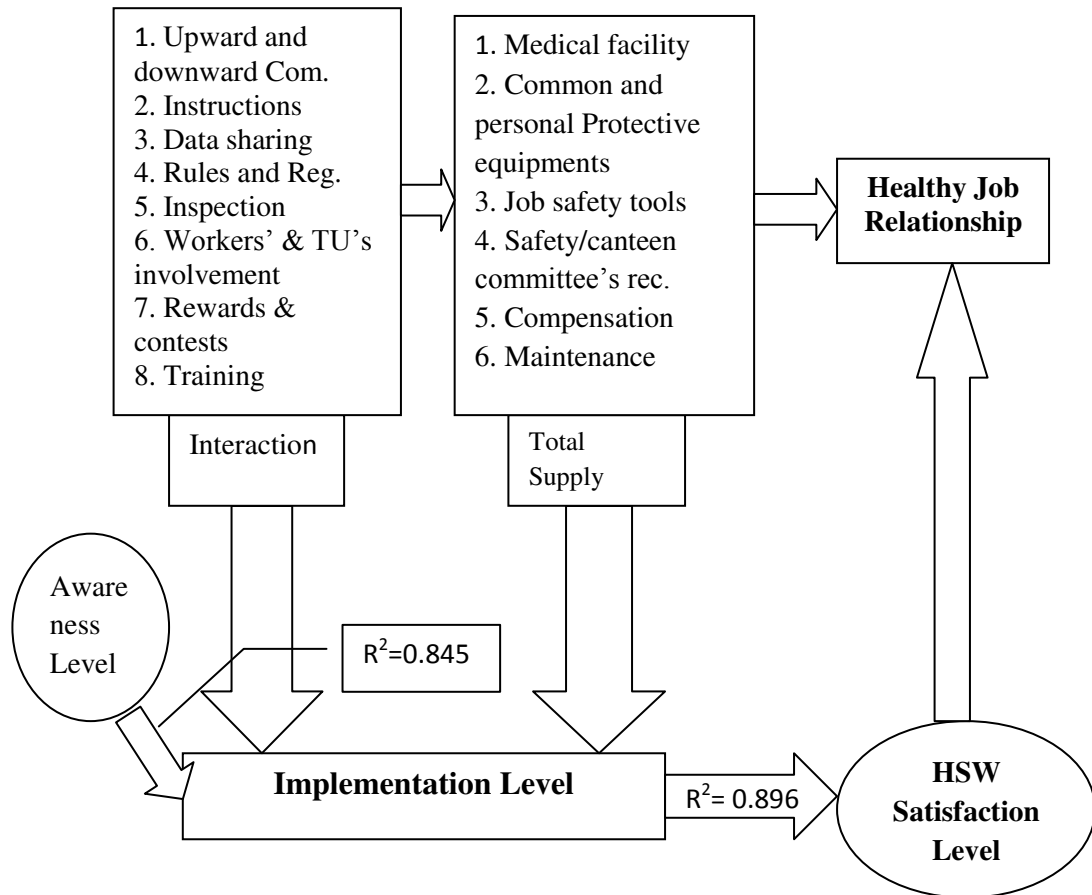 1. Upward and
downward Com.
2. Instructions
3. Data sharing
4. Rules and Reg.
5. Inspection
6. Workers’ & TU’s
involvement
7. Rewards &
contests
8. Training
Interaction
1. Medical facility
2. Common and
personal Protective
equipments
3. Job safety tools
4. Safety/canteen
committee’s rec.
5. Compensation
6. Maintenance
Total
Supply
Healthy Job
Relationship
Aware
ness
Level
R²=0.845
Implementation Level
R²= 0.896
HSW
Satisfaction
Level